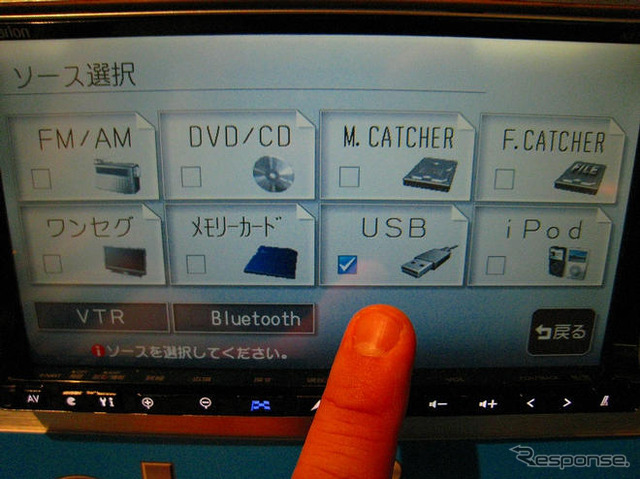 ソース選択
FM/AM
DVD/CD
M.CATCHER
F.CATCHER
FILE
ワンセグ
メモリーカード
USB
iPod
VTR
Bluetooth
戻る
ソースを選択してください。
AV
Response.